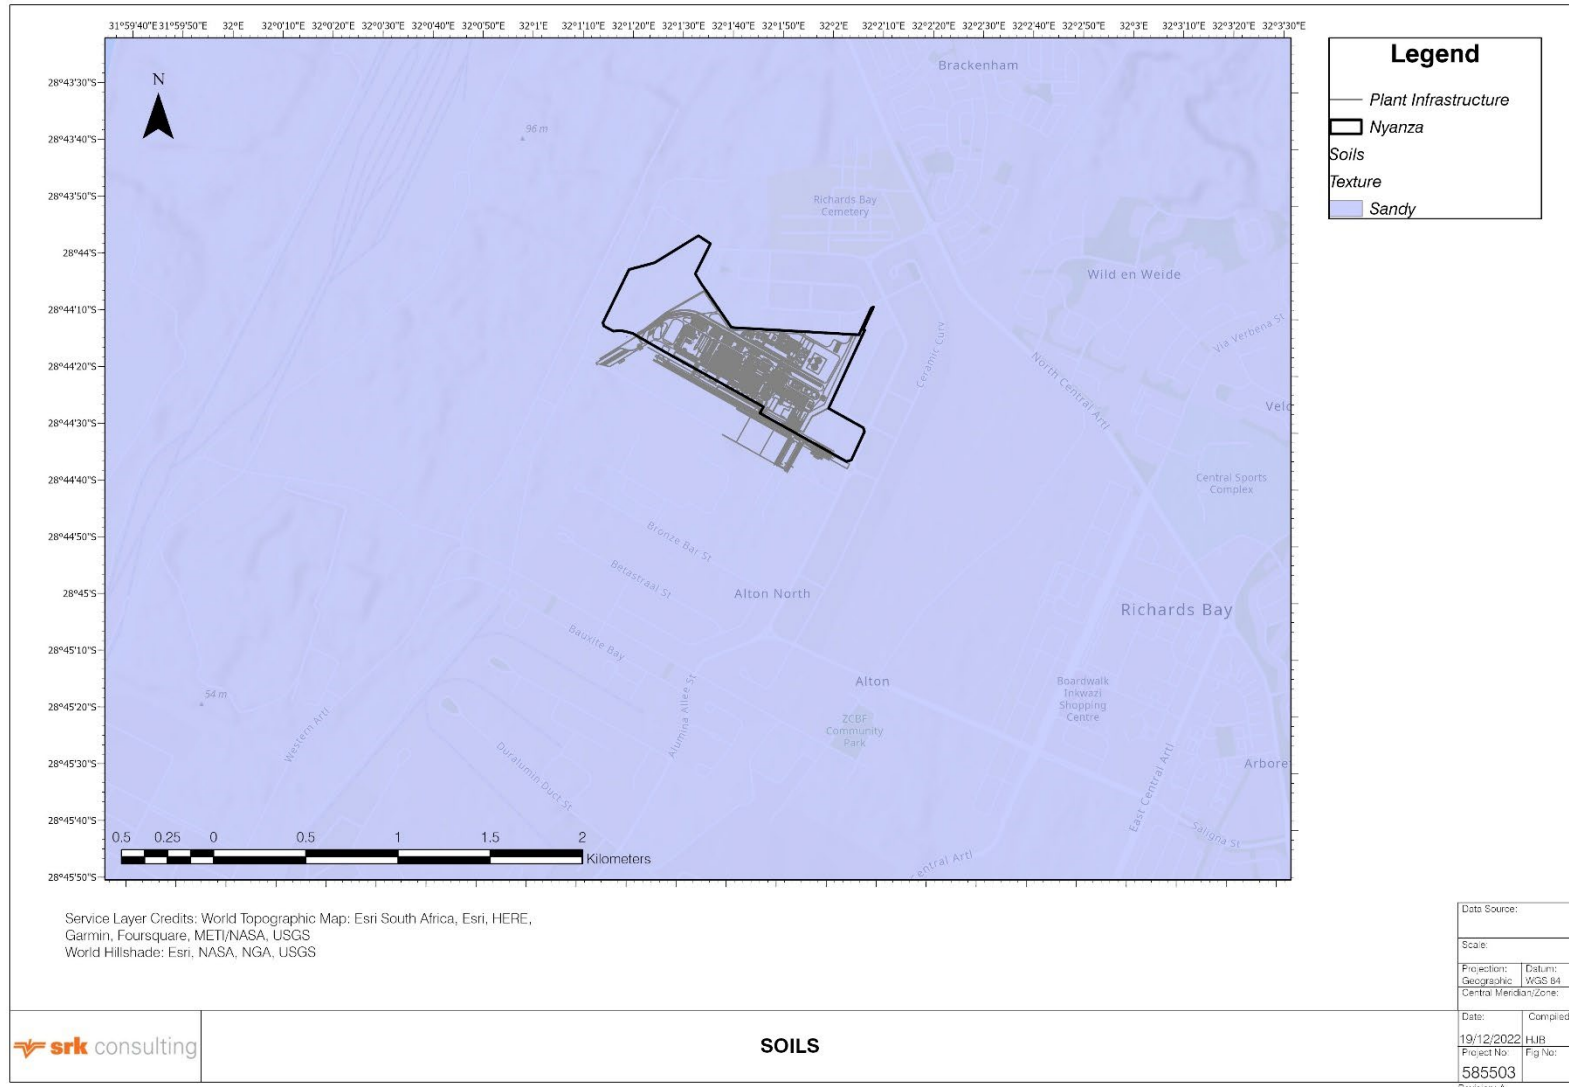 31°59'40"E 31°59'50"E 32°E 32°0'10"E 32°0'20"E 32°0'30"E 32°0'40"E 32°0'50"E 32°1'E 32°1'10"E 32°1'20"E 32°1'30"E 32°1'40"E 32°1'50"E 32°2'E 32°2'10"E 32°2'20"E 32°2'30"E 32°2'40"E 32°2'50"E 32°3'E 32°3'10"E 32°3'20"E 32°3'30"E
Legend
Plant Infrastructure
Nyanza
Soils
Texture
Sandy
28°43'30"S
28°43'40"S
28°43'50"S
28°44'S
28°44'10"S
28°44'20"S
28°44'30"S
28°44'40"S
28°44'50"S
28°45'S
28°45'10"S
28°45'20"S
28°45'30"S
28°45'40"S
28°45'50"S
N
Brackenham
96 m
Richards Bay
Cemetery
Wild en Weide
Via Verbena St
Ceramic Curv
North Central Artl
Velc
Central Sports
Complex
Bronze Bar St
Betastraal St
Alton North
Richards Bay
Bauxite Bay
Alton
54 m
Boardwalk
Inkwazi
Shopping
Centre
ZCBF
Community
Park
Western Artl
Alumina Allee St
Duralumin Duct St
Arbore
East Central Artl
Saligna St
entral Artl
0.5 0.25 0 0.5 1 1.5 2
Kilometers
Service Layer Credits: World Topographic Map: Esri South Africa, Esri, HERE,
Garmin, Foursquare, METI/NASA, USGS
World Hillshade: Esri, NASA, NGA, USGS
Data Source:
Scale:
Projection: Datum:
Geographic WGS 84
Central Meridian/Zone:
Date: Compiled
19/12/2022 HJB
Project No: Fig No:
585503
srk consulting
SOILS